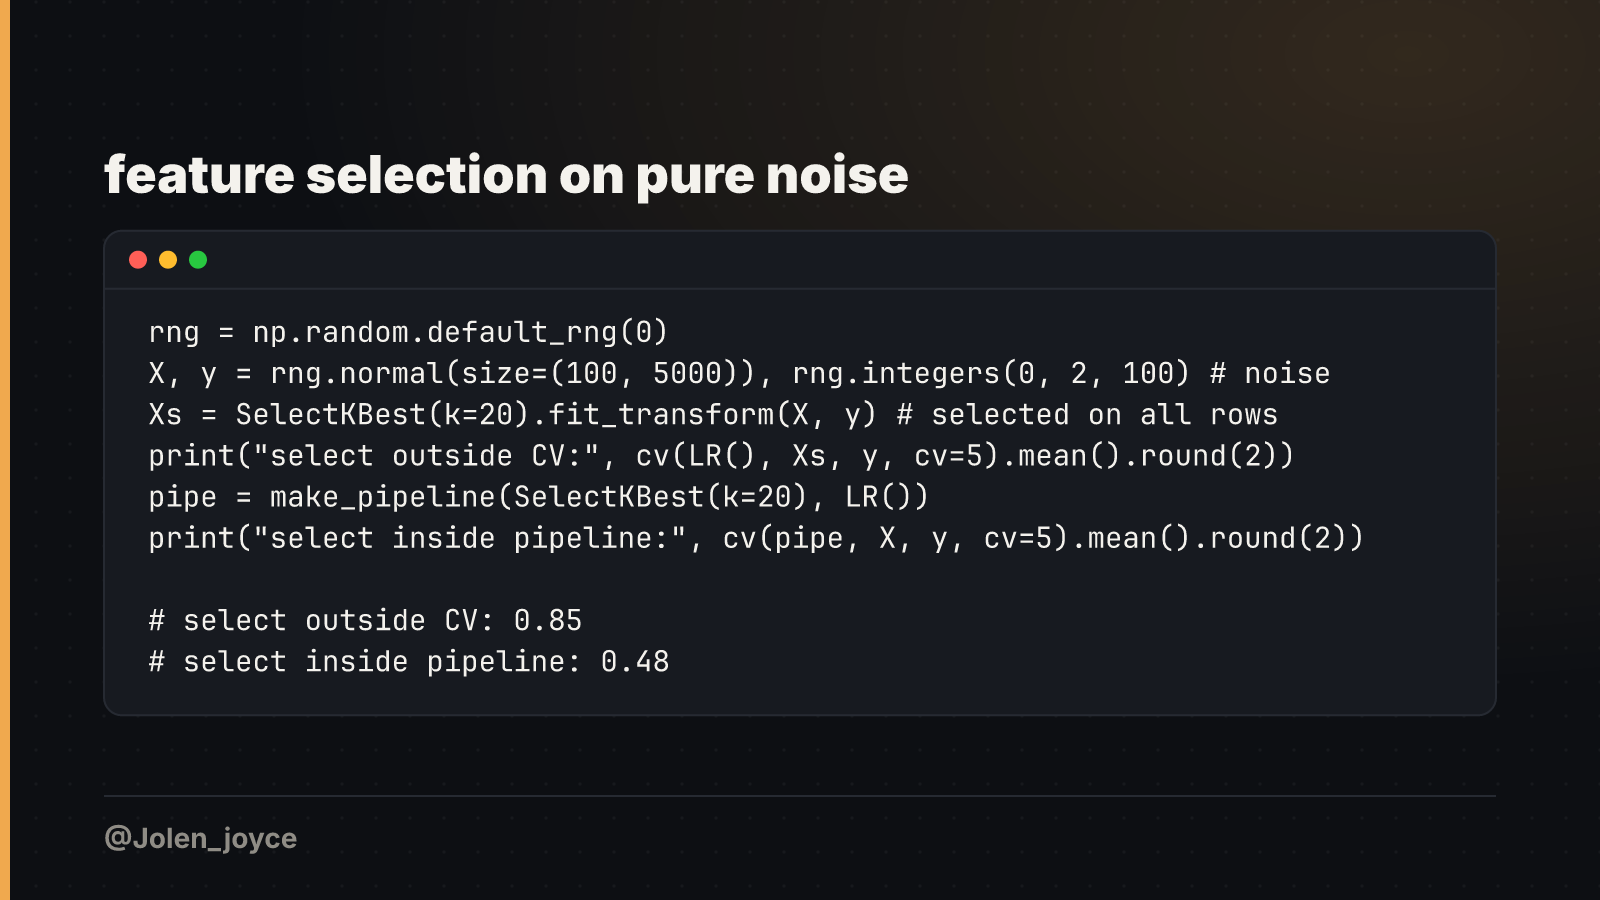 feature selection on pure noise
rng = np.random.default_rng(0)
X, y = rng.normal(size=(100, 5000)), rng.integers(0, 2, 100) # noise
Xs = SelectKBest(k=20).fit_transform(X, y) # selected on all rows
print("select outside CV:", cv(LR(), Xs, y, cv=5).mean().round(2))
pipe = make_pipeline(SelectKBest(k=20), LR())
print("select inside pipeline:", cv(pipe, X, y, cv=5).mean().round(2))
# select outside CV: 0.85
# select inside pipeline: 0.48
@Jolen_joyce